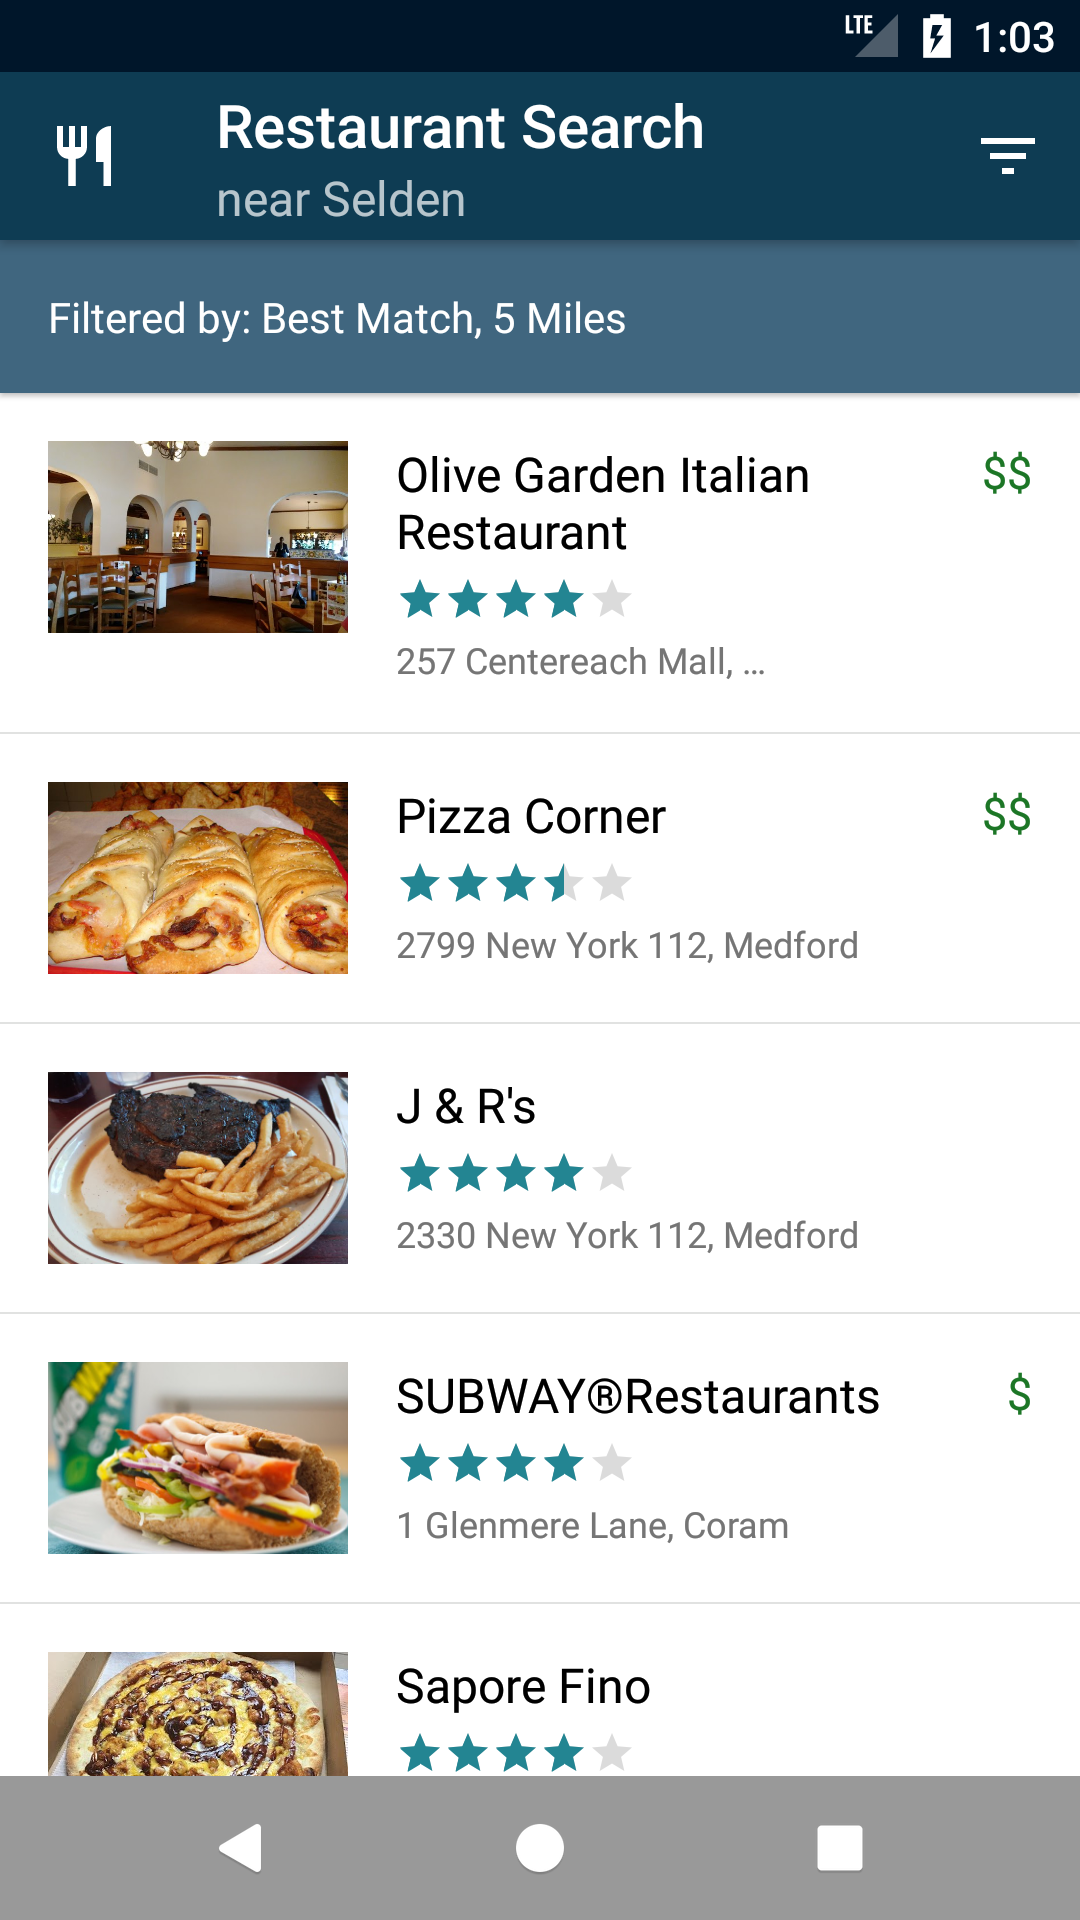 LTE 1:03
Restaurant Search
near Selden
Filtered by: Best Match, 5 Miles
Olive Garden Italian $$
Restaurant
257 Centereach Mall, …
Pizza Corner $$
2799 New York 112, Medford
J & R's
2330 New York 112, Medford
SUBWAY®Restaurants $
1 Glenmere Lane, Coram
Sapore Fino